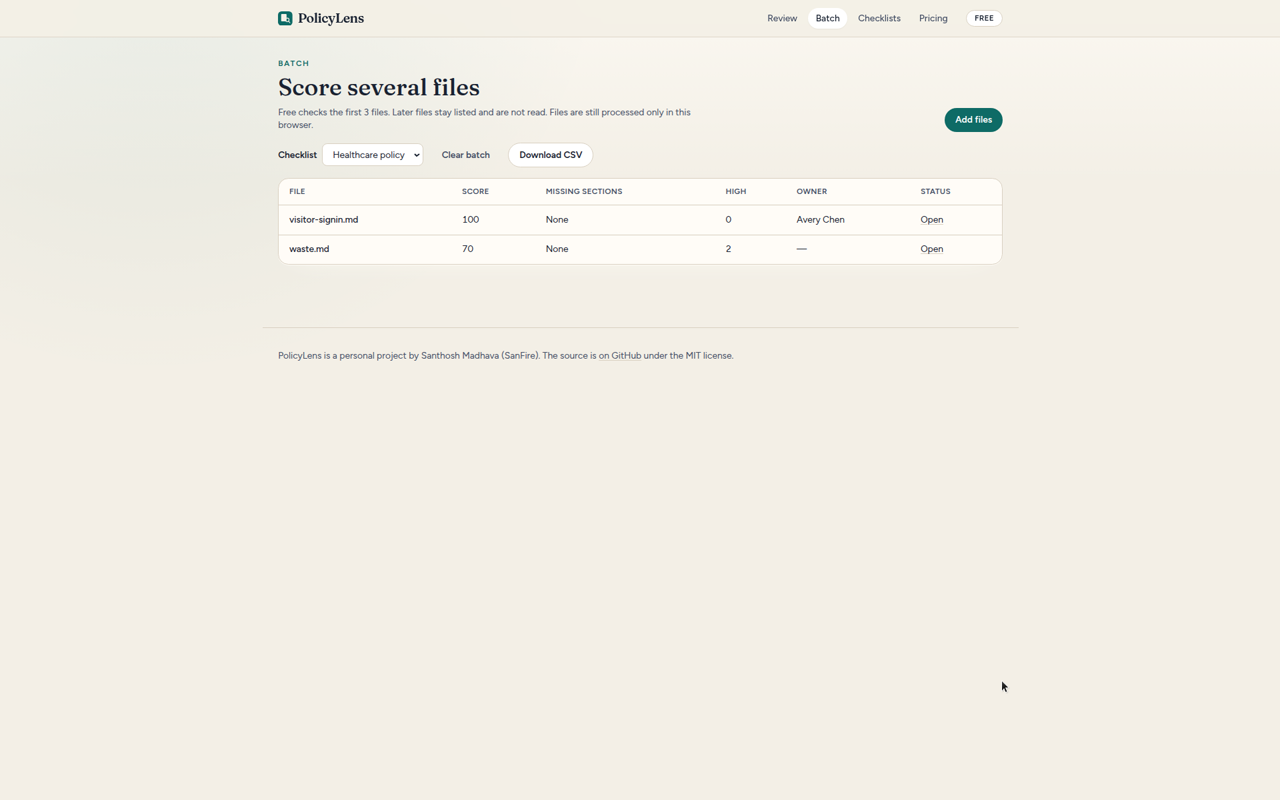 PolicyLens
Review
Batch
Checklists
Pricing
FREE
BATCH
Score several files
Free checks the first 3 files. Later files stay listed and are not read. Files are still processed only in this
browser.
Add files
Checklist
Healthcare policy
Clear batch
Download CSV
FILE SCORE MISSING SECTIONS HIGH OWNER STATUS
visitor-signin.md 100 None 0 Avery Chen Open
waste.md 70 None 2 — Open
PolicyLens is a personal project by Santhosh Madhava (SanFire). The source is on GitHub under the MIT license.